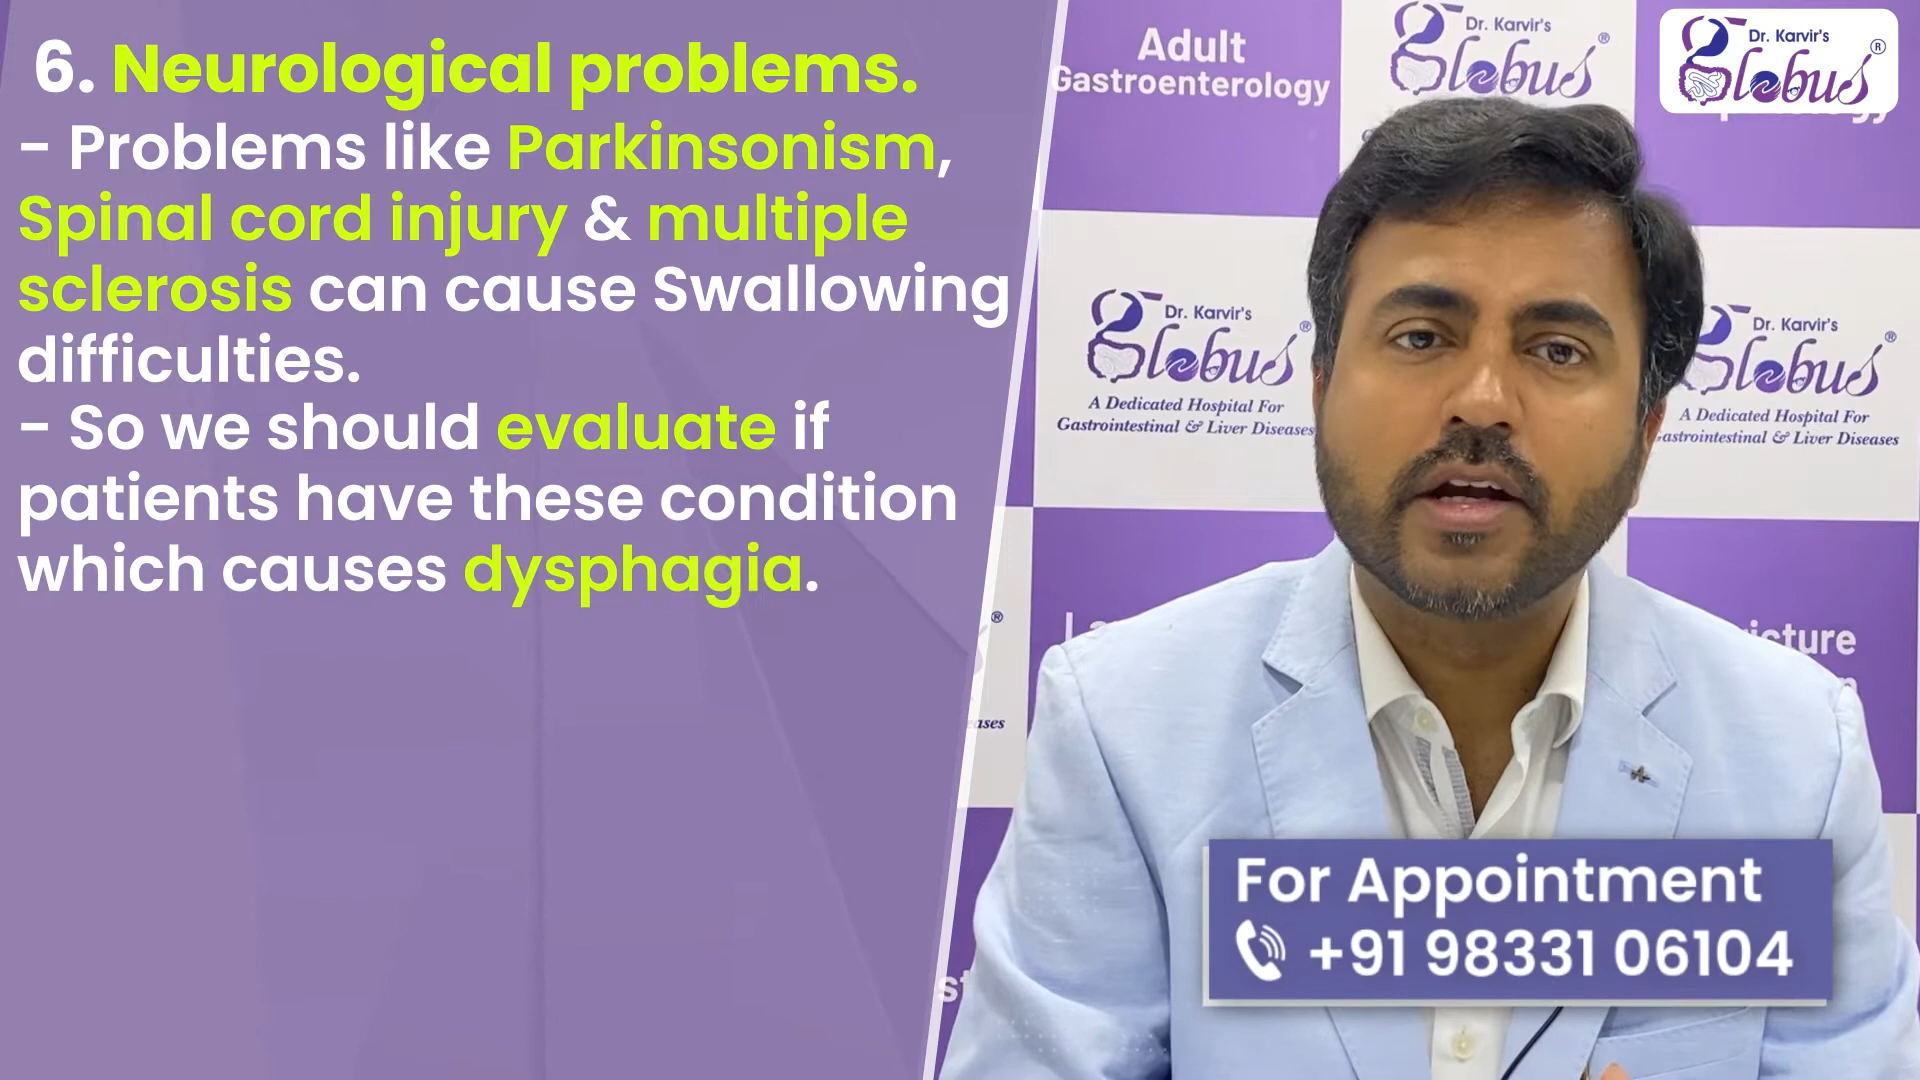 6. Neurological problems.
- Problems like Parkinsonism,
Spinal cord injury & multiple
sclerosis can cause Swallowing
difficulties.
- So we should evaluate if
patients have these condition
which causes dysphagia.
Adult
Gastroenterology
Dr. Karvir's
Globus®
Dr. Karvir's
Globus®
Dr. Karvir's
Globus®
A Dedicated Hospital For
Gastrointestinal & Liver Diseases
Dr. Karvir's
Globus®
A Dedicated Hospital For
Gastrointestinal & Liver Diseases
For Appointment
+91 98331 06104